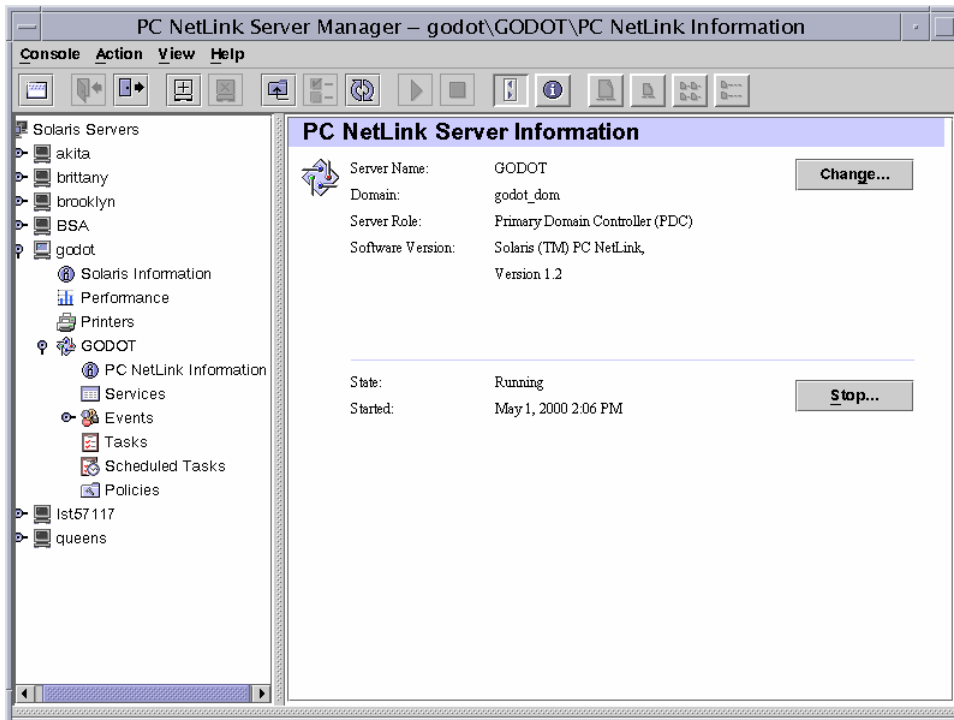 PC NetLink Server Manager – godot\GODOT\PC NetLink Information
Console Action View Help
Solaris Servers
akita
brittany
brooklyn
BSA
godot
Solaris Information
Performance
Printers
GODOT
PC NetLink Information
Services
Events
Tasks
Scheduled Tasks
Policies
lst57117
queens
PC NetLink Server Information
Server Name: GODOT
Change...
Domain: godot_dom
Server Role: Primary Domain Controller (PDC)
Software Version: Solaris (TM) PC NetLink,
Version 1.2
State: Running
Stop...
Started: May 1, 2000 2:06 PM